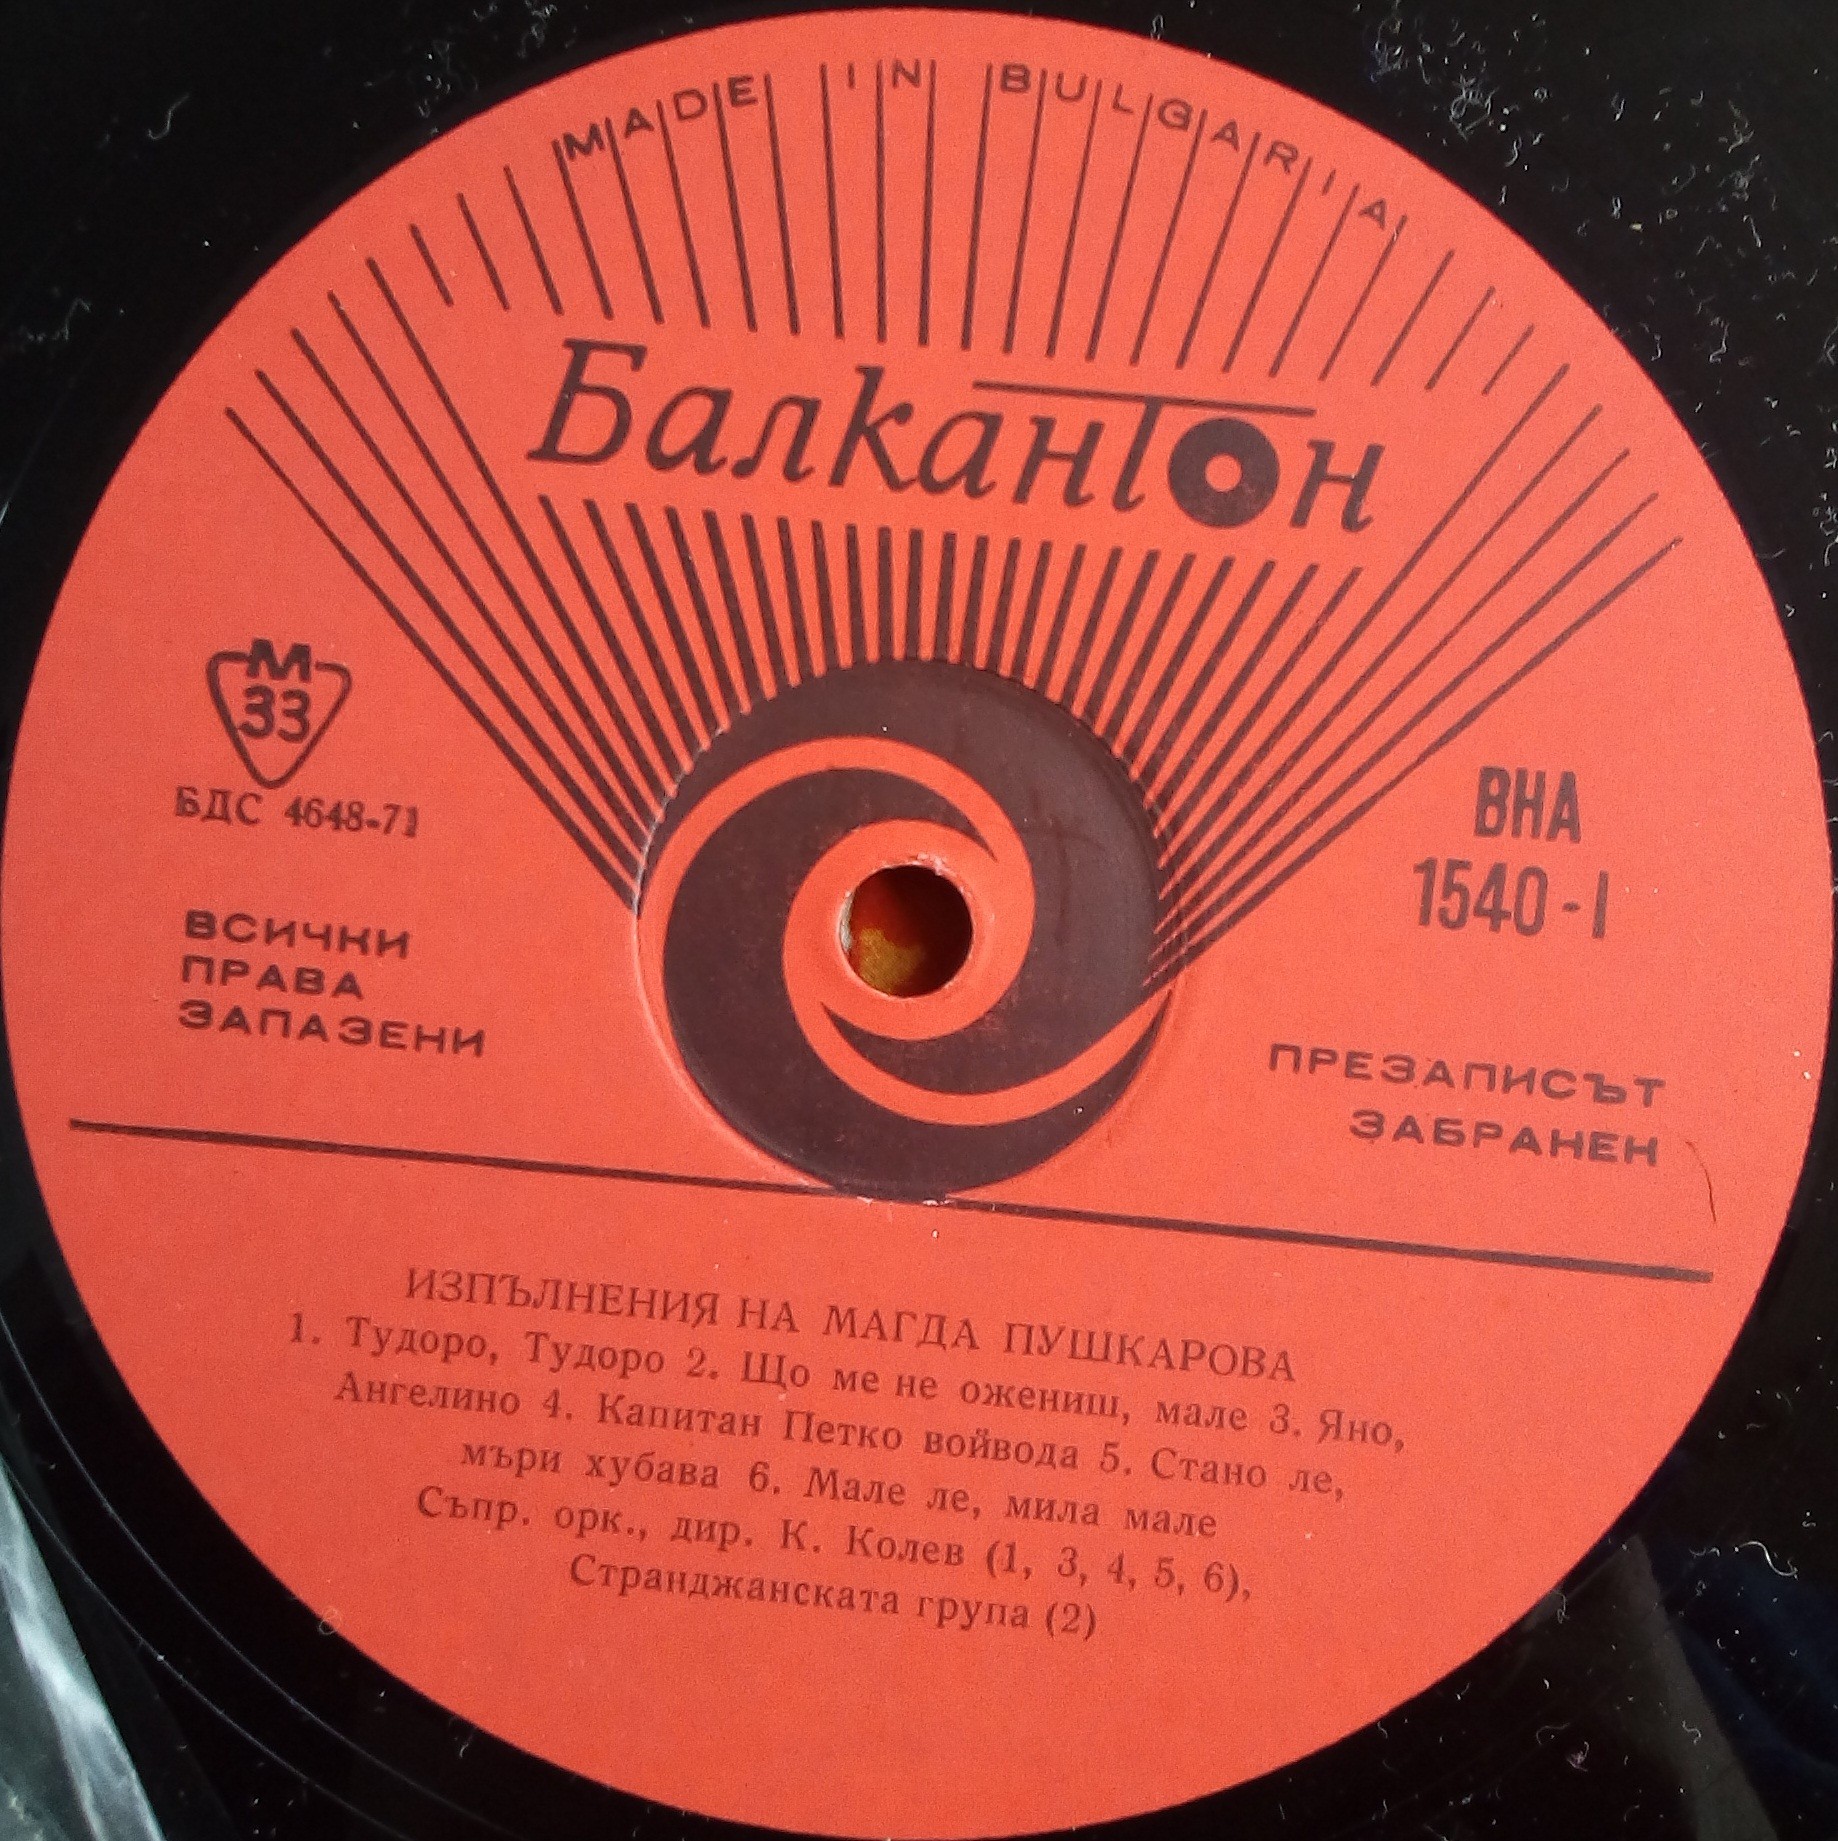 MADE IN BULGARIA
Балкантон
М
33
БДС 4648-71
ВНА
1540-I
ВСИЧКИ
ПРАВА
ЗАПАЗЕНИ
ПРЕЗАПИСЪТ
ЗАБРАНЕН
ИЗПЪЛНЕНИЯ НА МАГДА ПУШКАРОВА
1. Тудоро, Тудоро 2. Що ме не ожениш, мале 3. Яно,
Ангелино 4. Капитан Петко войвода 5. Стано ле,
мъри хубава 6. Мале ле, мила мале
Съпр. орк., дир. К. Колев (1, 3, 4, 5, 6),
Странджанската група (2)